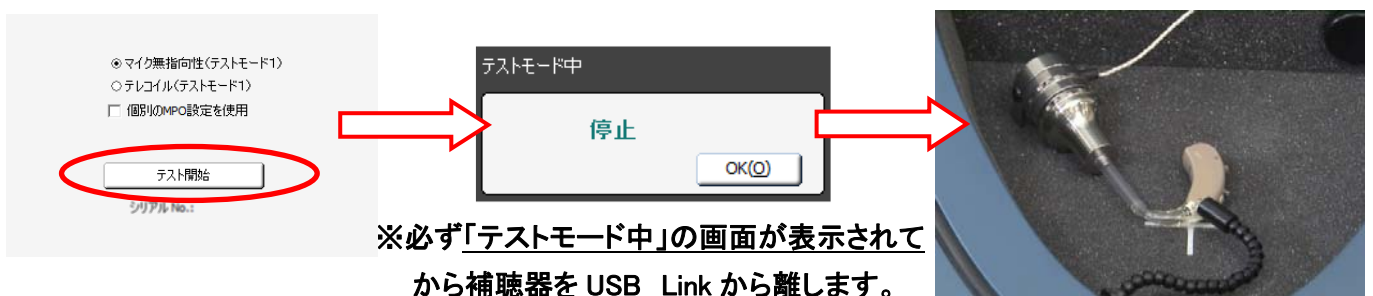 マイク無指向性(テストモード1)
テレコイル(テストモード1)
個別のMPO設定を使用
テスト開始
シリアル No.:
テストモード中
停止
OK(O)
※必ず「テストモード中」の画面が表示されて
から補聴器を USB Link から離します。